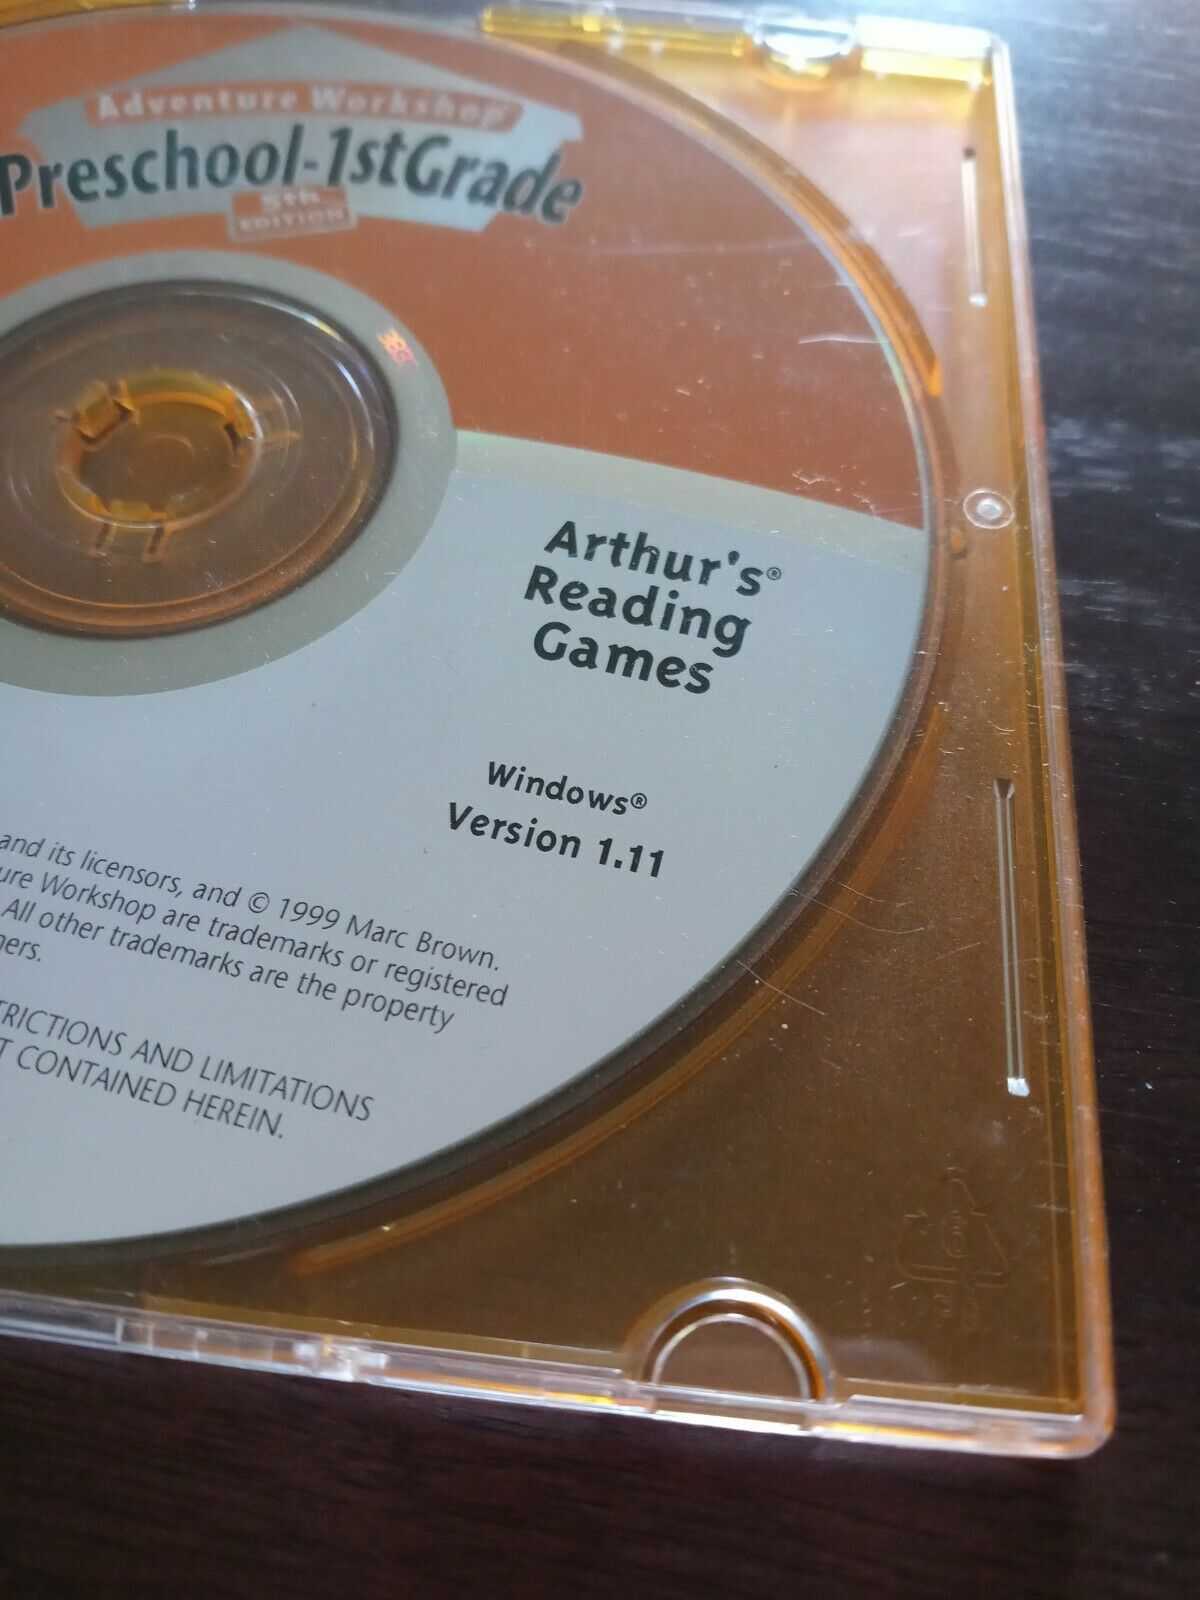 Adventure Workshop
Preschool-1stGrade
5th
EDITION
Arthur's®
Reading
Games
Windows®
Version 1.11
and its licensors, and © 1999 Marc Brown.
ure Workshop are trademarks or registered
All other trademarks are the property
ners.
TRICTIONS AND LIMITATIONS
T CONTAINED HEREIN.